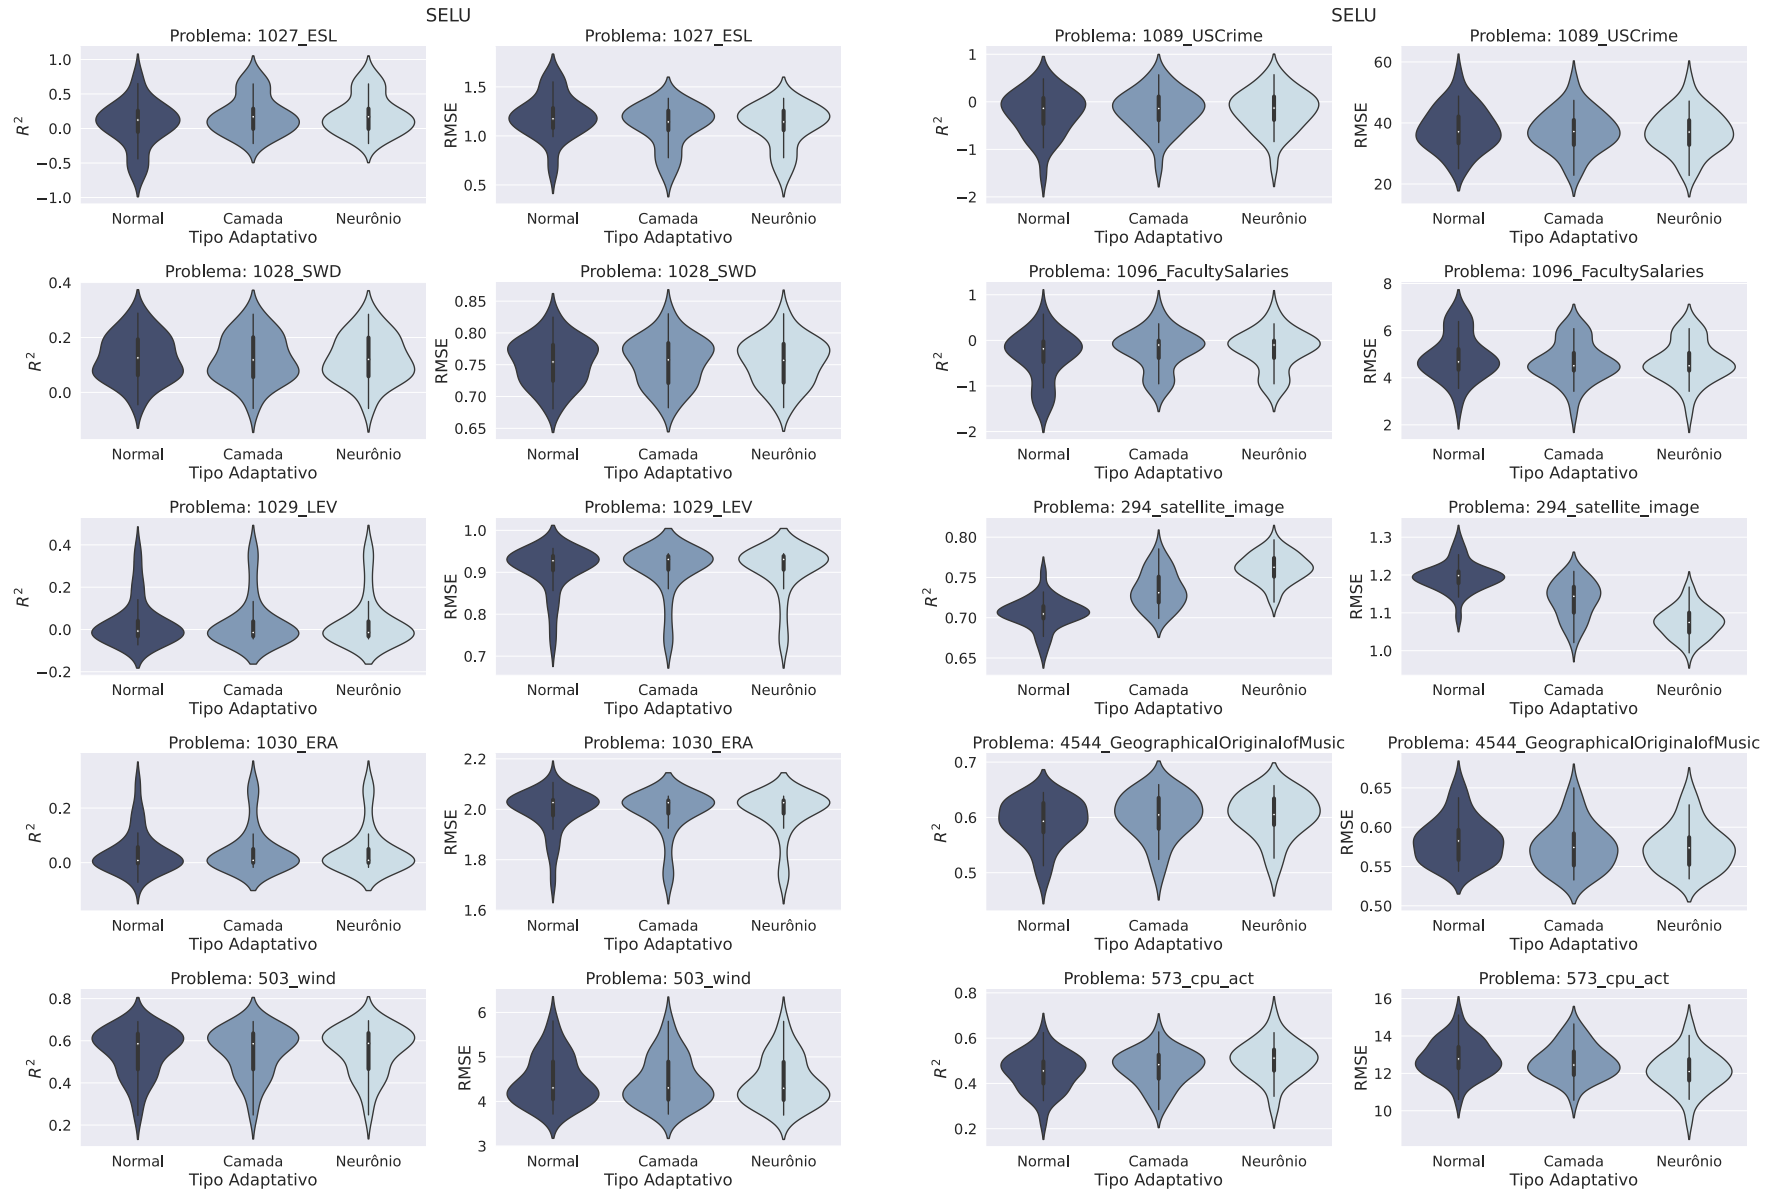 SELU
Problema: 1027_ESL
R²
1.0
0.5
0.0
−0.5
−1.0
Normal
Camada
Neurônio
Tipo Adaptativo
Problema: 1027_ESL
RMSE
1.5
1.0
0.5
Normal
Camada
Neurônio
Tipo Adaptativo
Problema: 1028_SWD
R²
0.4
0.2
0.0
Normal
Camada
Neurônio
Tipo Adaptativo
Problema: 1028_SWD
RMSE
0.85
0.80
0.75
0.70
0.65
Normal
Camada
Neurônio
Tipo Adaptativo
Problema: 1029_LEV
R²
0.4
0.2
0.0
−0.2
Normal
Camada
Neurônio
Tipo Adaptativo
Problema: 1029_LEV
RMSE
1.0
0.9
0.8
0.7
Normal
Camada
Neurônio
Tipo Adaptativo
Problema: 1030_ERA
R²
0.2
0.0
Normal
Camada
Neurônio
Tipo Adaptativo
Problema: 1030_ERA
RMSE
2.2
2.0
1.8
1.6
Normal
Camada
Neurônio
Tipo Adaptativo
Problema: 503_wind
R²
0.8
0.6
0.4
0.2
Normal
Camada
Neurônio
Tipo Adaptativo
Problema: 503_wind
RMSE
6
5
4
3
Normal
Camada
Neurônio
Tipo Adaptativo
SELU
Problema: 1089_USCrime
R²
1
0
−1
−2
Normal
Camada
Neurônio
Tipo Adaptativo
Problema: 1089_USCrime
RMSE
60
40
20
Normal
Camada
Neurônio
Tipo Adaptativo
Problema: 1096_FacultySalaries
R²
1
0
−1
−2
Normal
Camada
Neurônio
Tipo Adaptativo
Problema: 1096_FacultySalaries
RMSE
8
6
4
2
Normal
Camada
Neurônio
Tipo Adaptativo
Problema: 294_satellite_image
R²
0.80
0.75
0.70
0.65
Normal
Camada
Neurônio
Tipo Adaptativo
Problema: 294_satellite_image
RMSE
1.3
1.2
1.1
1.0
Normal
Camada
Neurônio
Tipo Adaptativo
Problema: 4544_GeographicalOriginalofMusic
R²
0.7
0.6
0.5
Normal
Camada
Neurônio
Tipo Adaptativo
Problema: 4544_GeographicalOriginalofMusic
RMSE
0.65
0.60
0.55
0.50
Normal
Camada
Neurônio
Tipo Adaptativo
Problema: 573_cpu_act
R²
0.8
0.6
0.4
0.2
Normal
Camada
Neurônio
Tipo Adaptativo
Problema: 573_cpu_act
RMSE
16
14
12
10
Normal
Camada
Neurônio
Tipo Adaptativo